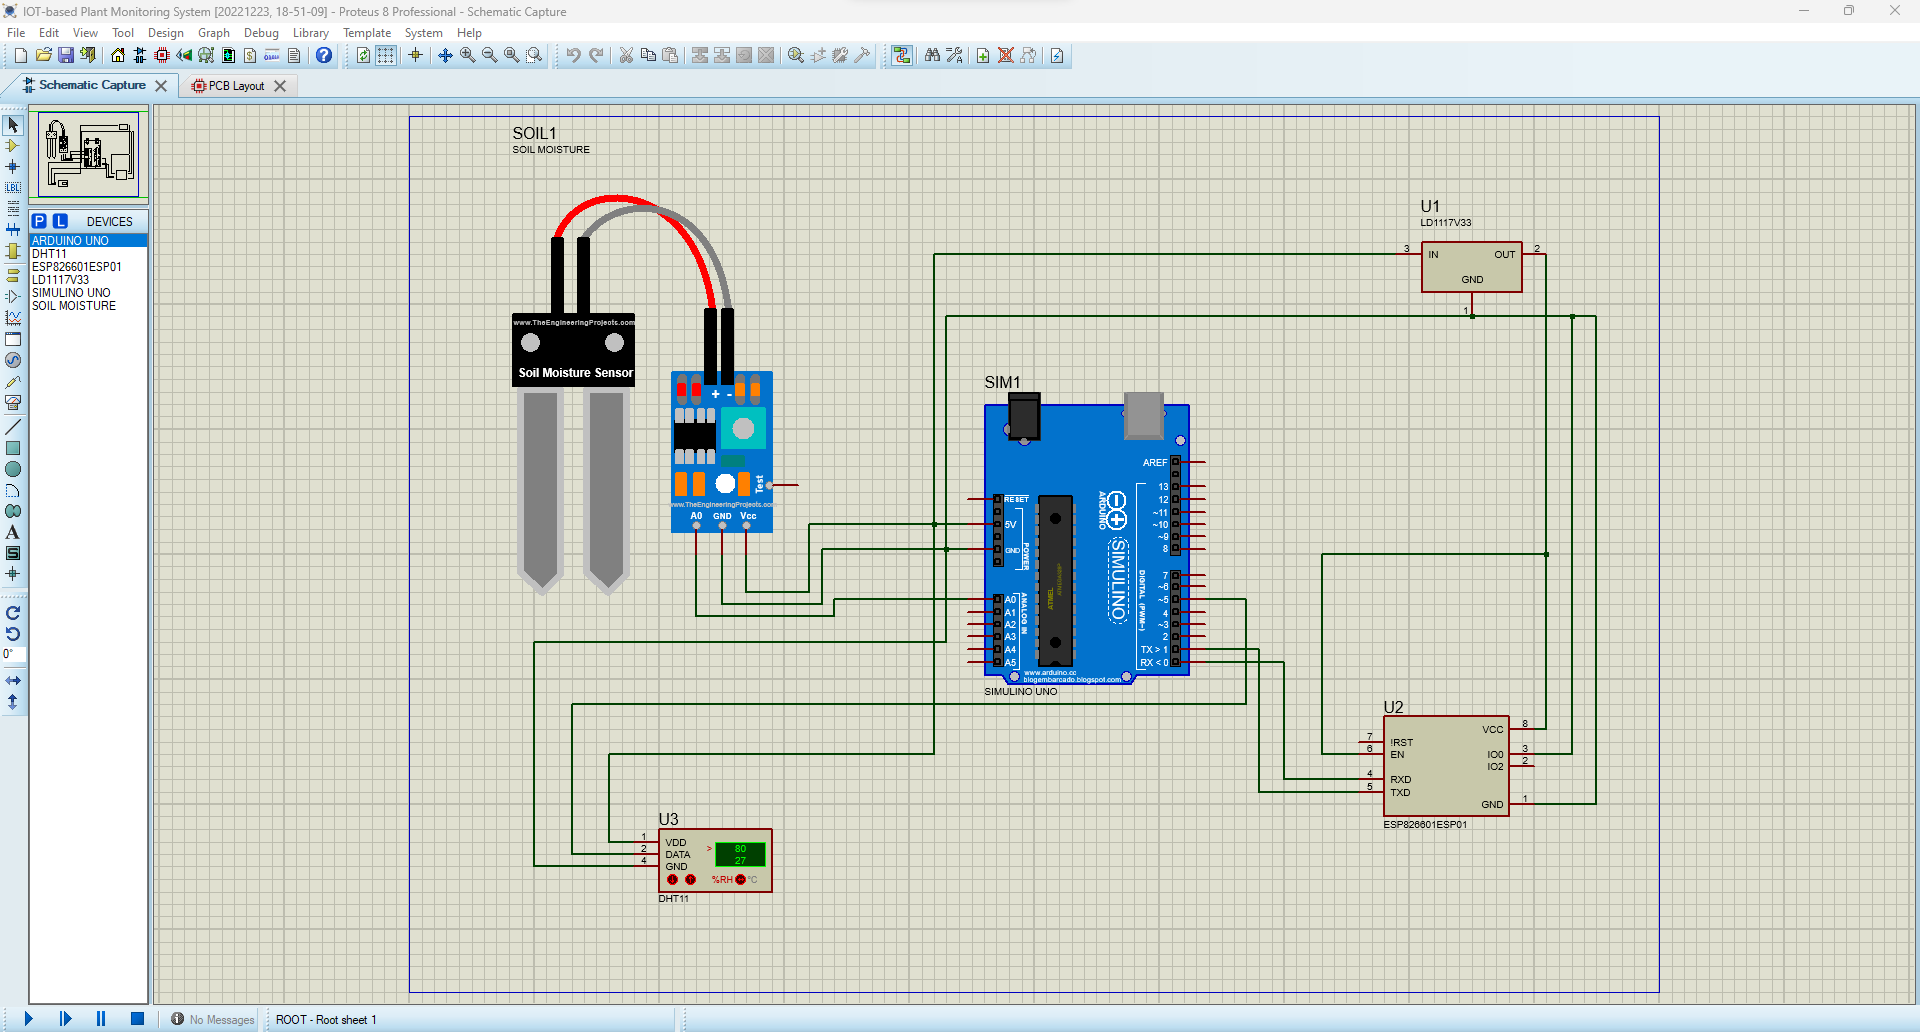 IOT-based Plant Monitoring System [20221223, 18-51-09] - Proteus 8 Professional - Schematic Capture
File Edit View Tool Design Graph Debug Library Template System Help
Schematic Capture
PCB Layout
P L DEVICES
ARDUINO UNO
DHT11
ESP826601ESP01
LD1117V33
SIMULINO UNO
SOIL MOISTURE
0°
SOIL1
SOIL MOISTURE
www.TheEngineeringProjects.com
Soil Moisture Sensor
+ -
Test
www.TheEngineeringProjects.com
A0 GND Vcc
U1
LD1117V33
3 IN OUT 2
GND
1
SIM1
AREF
RESET
5V
GND
POWER
A0
A1
A2
A3
A4
A5
ANALOG IN
ATMEL
ARDUINO
SIMULINO
DIGITAL (PWM~)
13
12
~11
~10
~9
8
7
~6
~5
4
~3
2
TX > 1
RX < 0
www.arduino.cc
blogembarcado.blogspot.com
SIMULINO UNO
U2
7 !RST
6 EN
4 RXD
5 TXD
VCC 8
IO0 3
IO2 2
GND 1
ESP826601ESP01
U3
1 VDD
2 DATA
4 GND
> 80
27
%RH °C
DHT11
No Messages
ROOT - Root sheet 1